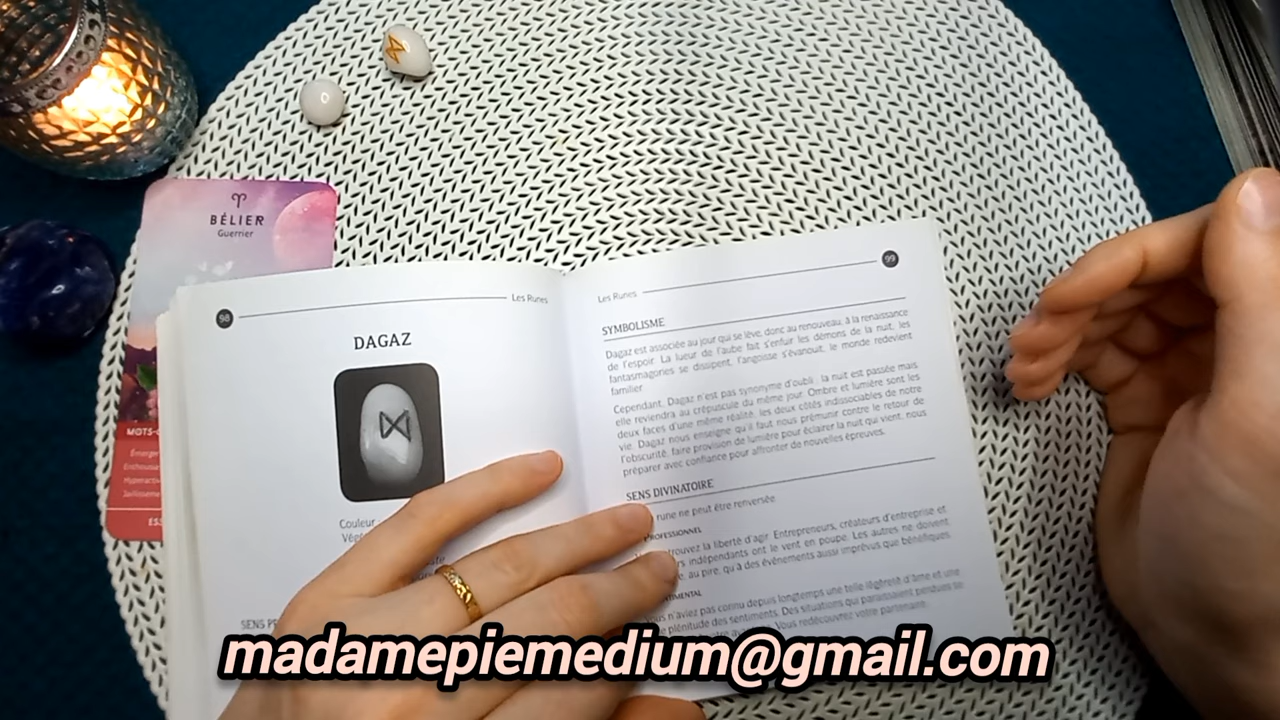 BÉLIER
Guerrier
98
Les Runes
DAGAZ
Couleur
SENS
Les Runes
99
SYMBOLISME
Dagaz est associée au jour qui se lève, donc au renouveau, à la renaissance
de l'espoir. La lueur de l'aube fait s'enfuir les démons de la nuit, les
fantasmagories se dissipent, l'angoisse s'évanouit, le monde redevient
familier.
Cependant, Dagaz n'est pas synonyme d'oubli : la nuit est passée mais
elle reviendra au crépuscule du même jour. Ombre et lumière sont les
deux faces d'une même réalité, les deux côtés indissociables de notre
vie. Dagaz nous enseigne qu'il faut nous prémunir contre le retour de
l'obscurité, faire provision de lumière pour éclairer la nuit qui vient, nous
préparer avec confiance pour affronter de nouvelles épreuves.
SENS DIVINATOIRE
rune ne peut être renversée.
PROFESSIONNEL
trouvez la liberté d'agir. Entrepreneurs, créateurs d'entreprise et
indépendants ont le vent en poupe. Les autres ne doivent
au pire, qu'à des événements aussi imprévus que bénéfiques.
n'aviez pas connu depuis longtemps une telle légèreté d'âme et une
plénitude des sentiments. Des situations qui paraissaient perdues
Vous redécouvrez votre partenaire.
madamepiemedium@gmail.com